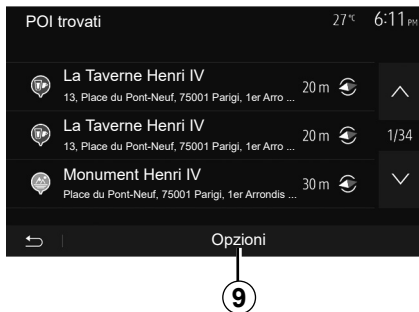 POI trovati
27°C
6:11 PM
La Taverne Henri IV
13, Place du Pont-Neuf, 75001 Parigi, 1er Arro ...
20 m
La Taverne Henri IV
13, Place du Pont-Neuf, 75001 Parigi, 1er Arro ...
20 m
1/34
Monument Henri IV
Place du Pont-Neuf, 75001 Parigi, 1er Arrondis ...
30 m
Opzioni
9